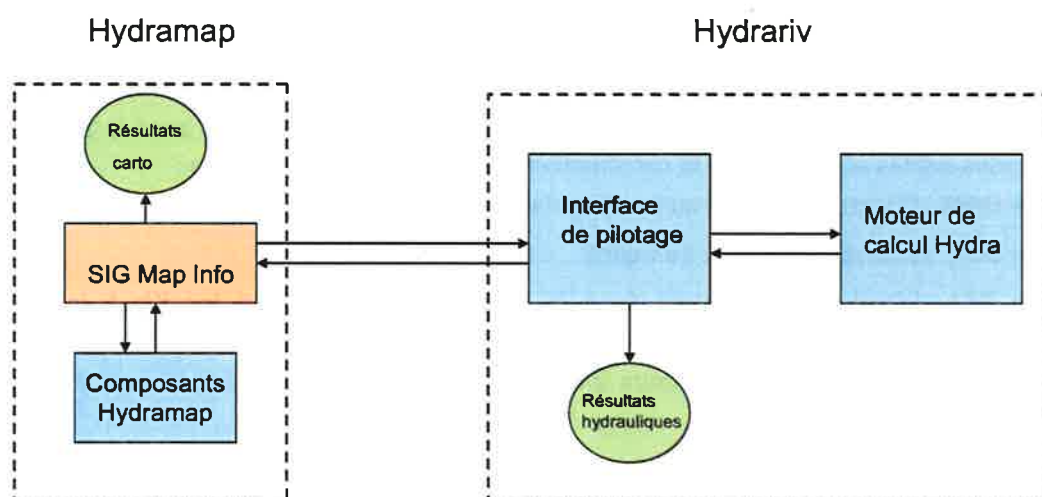 Hydramap
Hydrariv
Résultats
carto
SIG Map Info
Composants
Hydramap
Interface
de pilotage
Moteur de
calcul Hydra
Résultats
hydrauliques